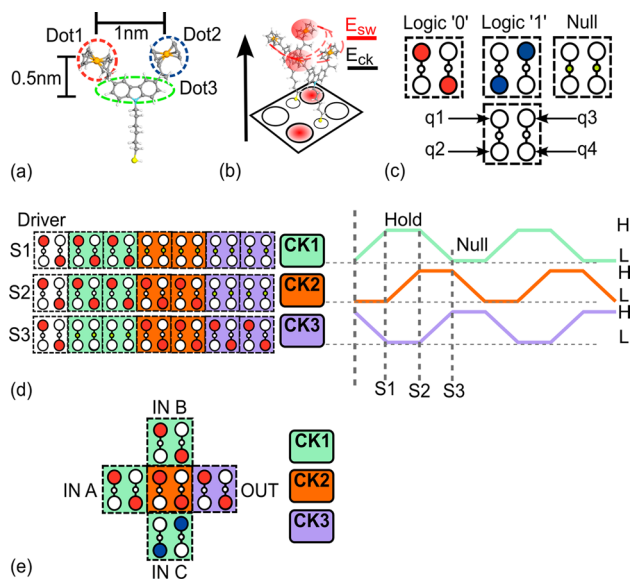 Dot1
1nm
Dot2
0.5nm
Dot3
(a)
E_sw
E_ck
(b)
Logic '0'
Logic '1'
Null
q1
q3
q2
q4
(c)
Driver
S1
CK1
S2
CK2
S3
CK3
Hold
Null
H
L
H
L
H
L
S1
S2
S3
(d)
IN B
IN A
OUT
IN C
CK1
CK2
CK3
(e)